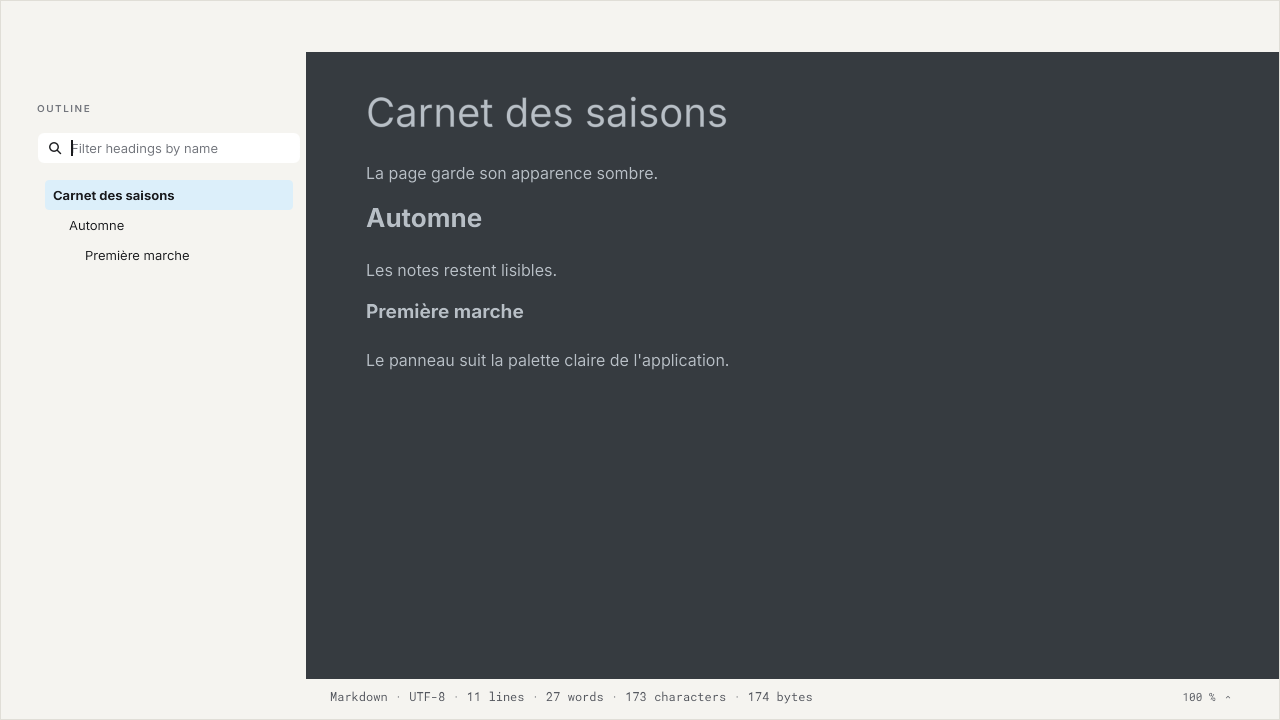 OUTLINE
Filter headings by name
Carnet des saisons
Automne
Première marche
Carnet des saisons
La page garde son apparence sombre.
Automne
Les notes restent lisibles.
Première marche
Le panneau suit la palette claire de l'application.
Markdown · UTF-8 · 11 lines · 27 words · 173 characters · 174 bytes
100 %